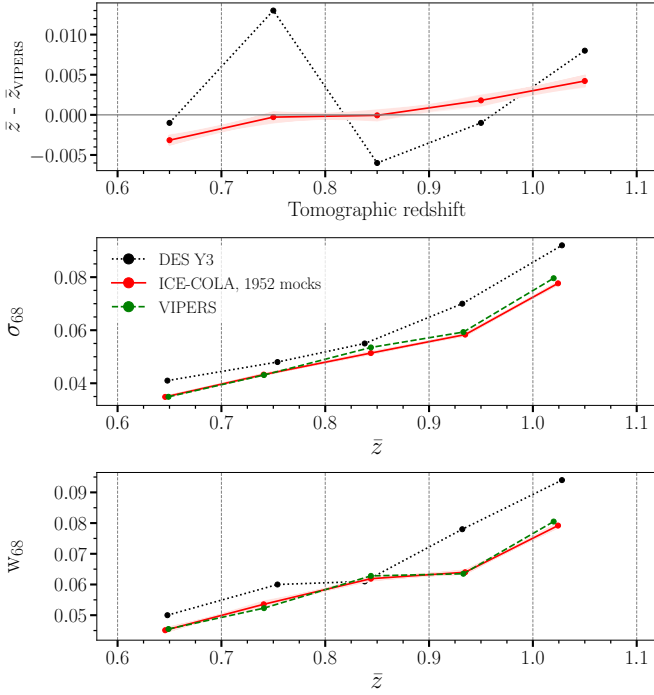 z̄ - z̄VIPERS
0.010
0.005
0.000
−0.005
0.6 0.7 0.8 0.9 1.0 1.1
Tomographic redshift
σ68
DES Y3
ICE-COLA, 1952 mocks
VIPERS
0.08
0.06
0.04
0.6 0.7 0.8 0.9 1.0 1.1
z̄
w68
0.09
0.08
0.07
0.06
0.05
0.6 0.7 0.8 0.9 1.0 1.1
z̄